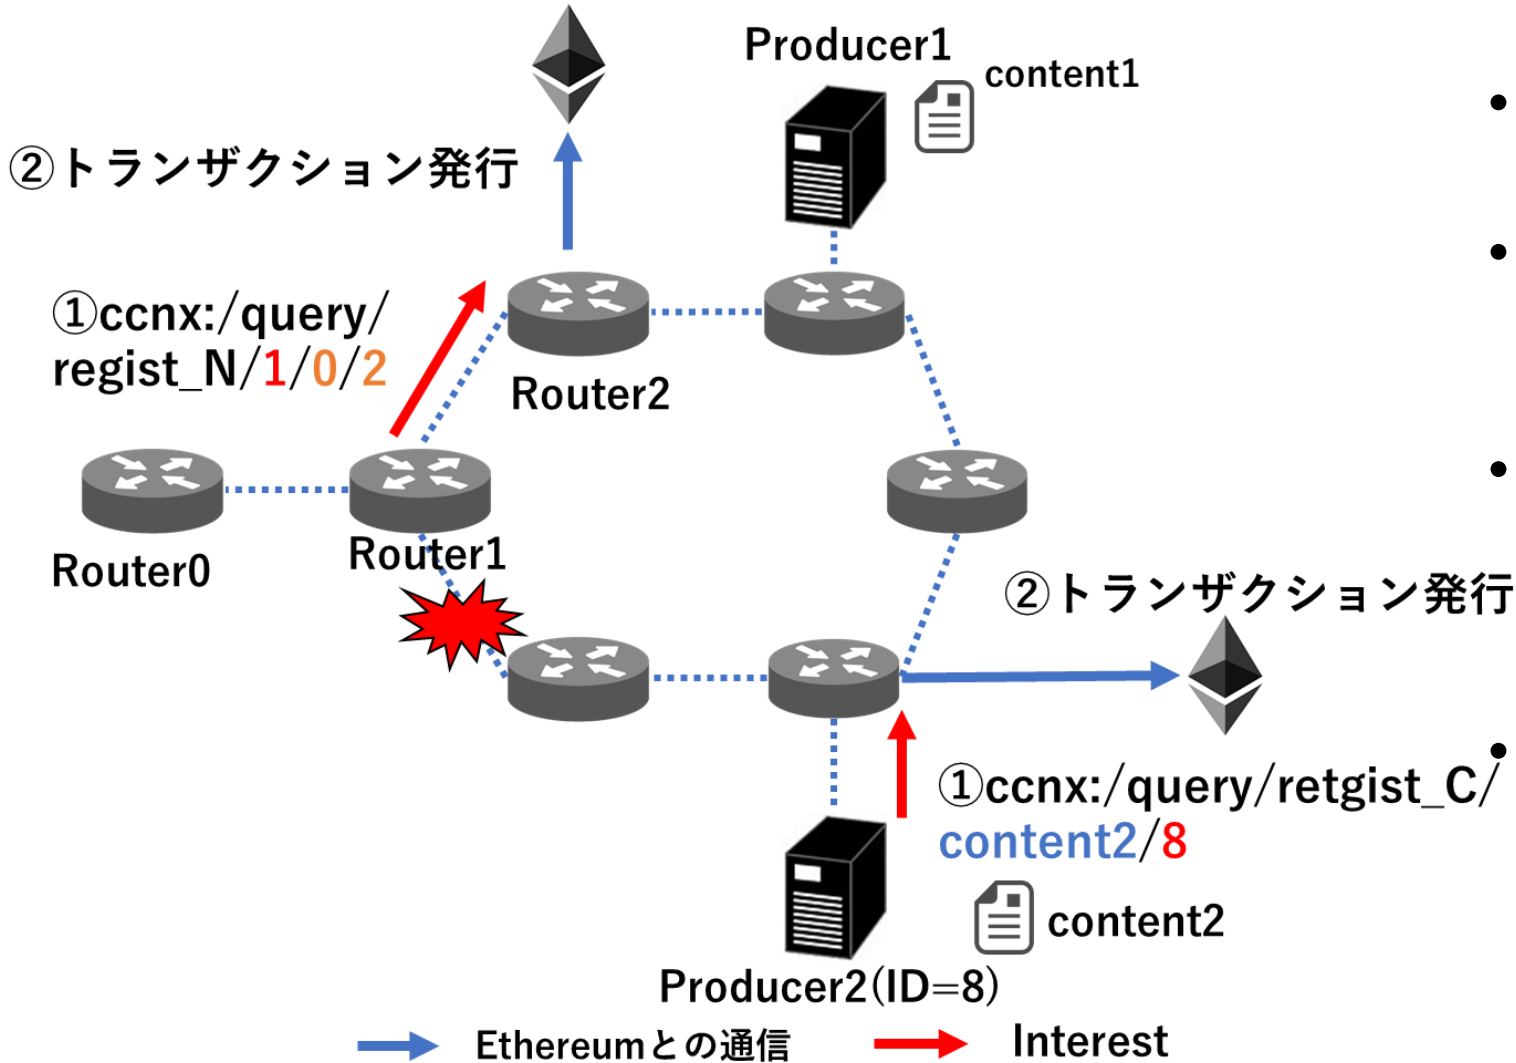 Producer1
content1
②トランザクション発行
①ccnx:/query/
regist_N/1/0/2
Router2
Router0
Router1
②トランザクション発行
①ccnx:/query/retgist_C/
content2/8
content2
Producer2(ID=8)
Ethereumとの通信
Interest